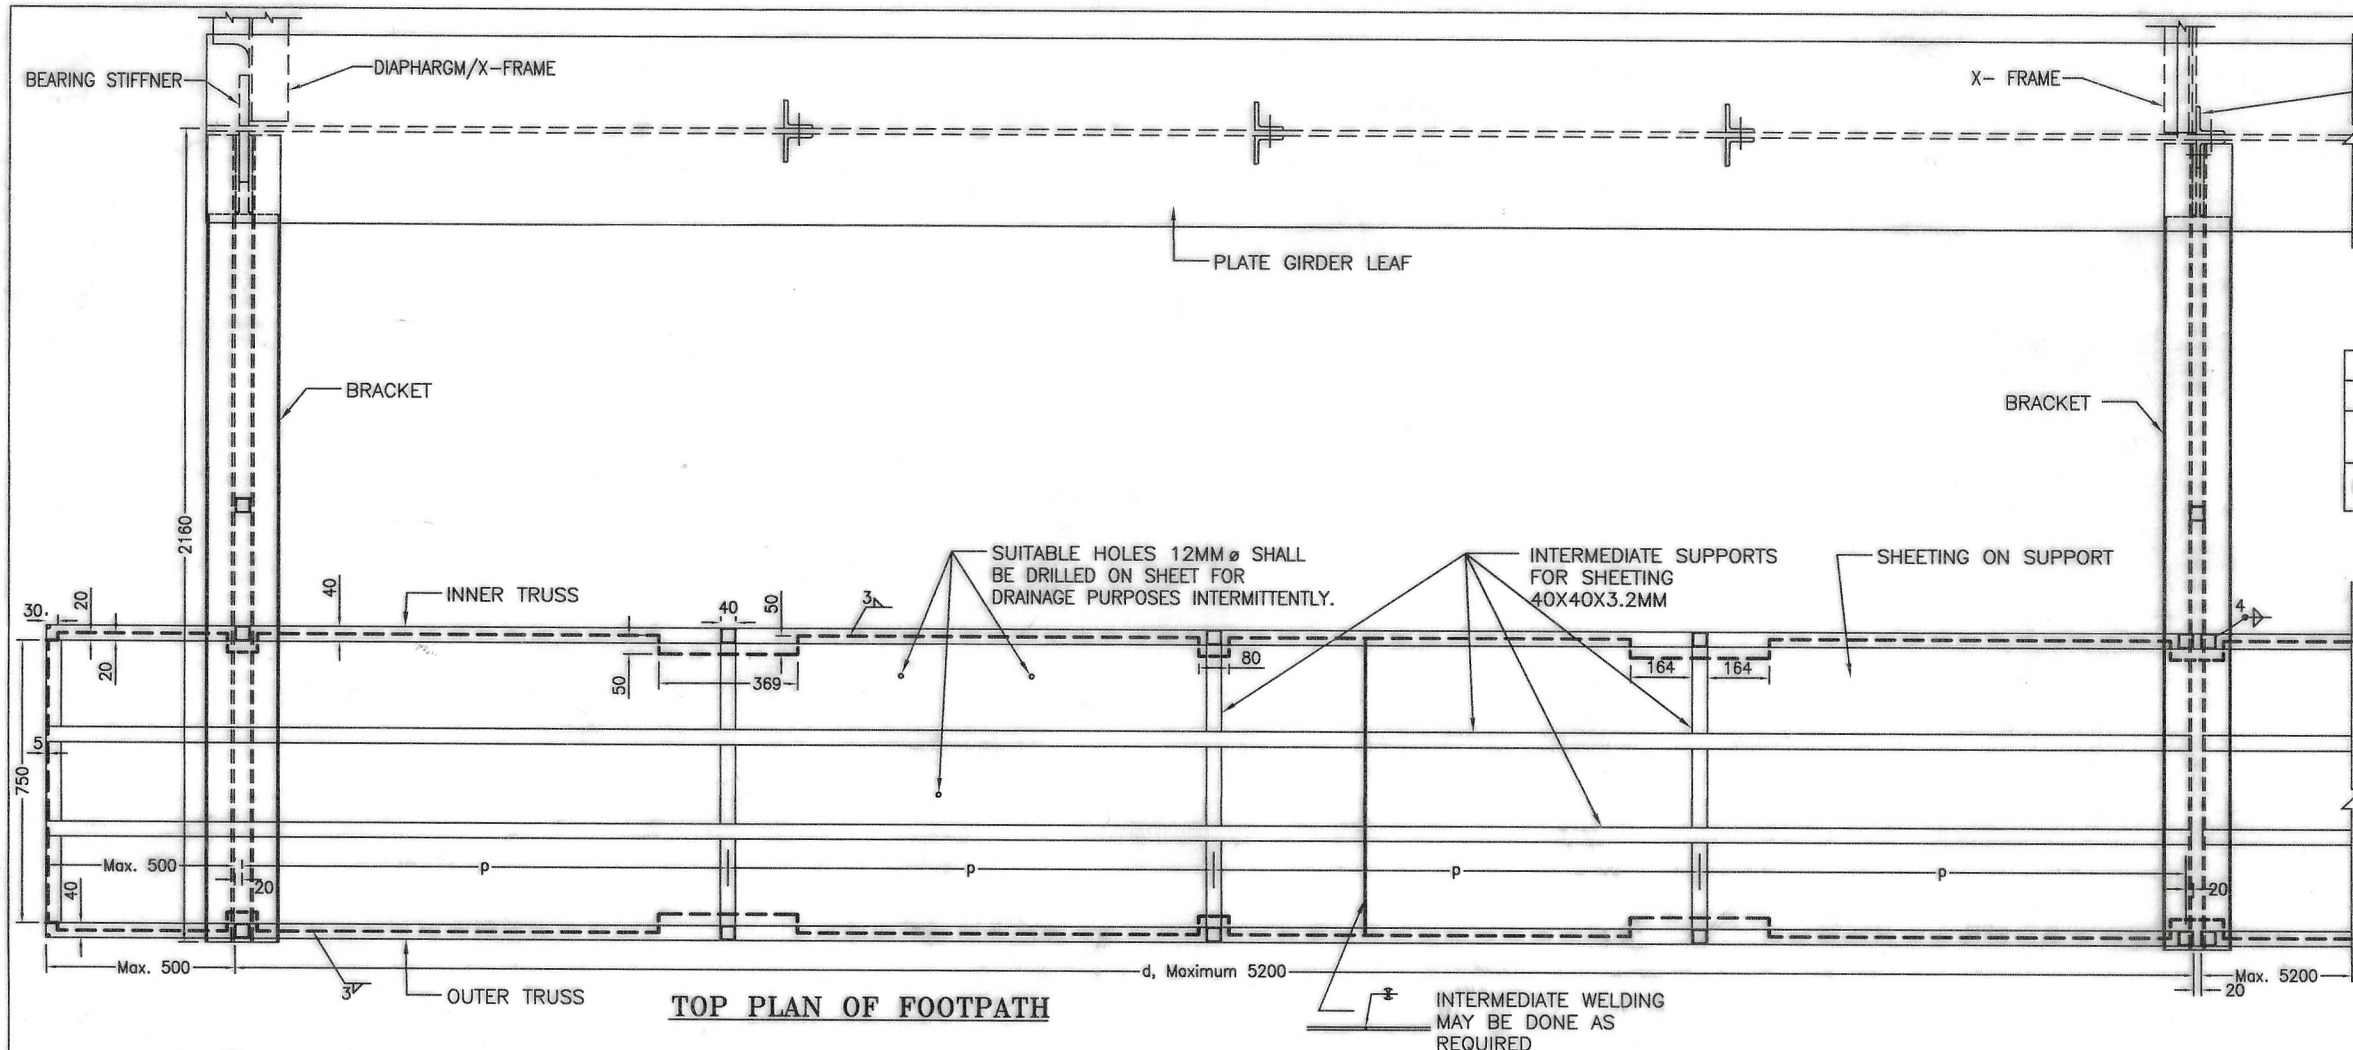 BEARING STIFFNER
DIAPHARGM/X-FRAME
X- FRAME
PLATE GIRDER LEAF
BRACKET
BRACKET
2160
SUITABLE HOLES 12MM ø SHALL
BE DRILLED ON SHEET FOR
DRAINAGE PURPOSES INTERMITTENTLY.
INTERMEDIATE SUPPORTS
FOR SHEETING
40X40X3.2MM
SHEETING ON SUPPORT
INNER TRUSS
30.
20
20
40
40
50
50
3
4
369
80
164
164
5
750
Max. 500
20
p
p
p
p
20
40
Max. 500
3
OUTER TRUSS
d, Maximum 5200
Max. 5200
20
TOP PLAN OF FOOTPATH
INTERMEDIATE WELDING
MAY BE DONE AS
REQUIRED